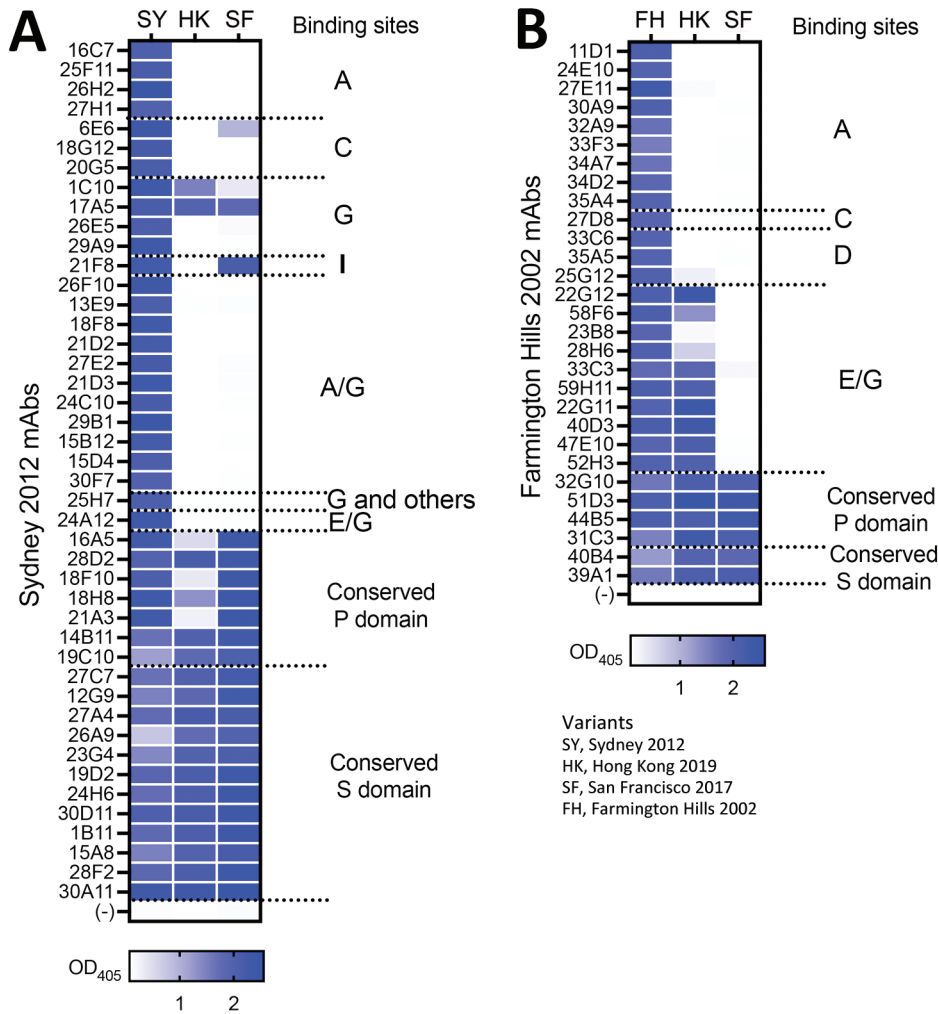 A
SY HK SF
Binding sites
Sydney 2012 mAbs
16C7
25F11
26H2
27H1
A
6E6
18G12
20G5
C
1C10
17A5
26E5
29A9
G
21F8
I
26F10
13E9
18F8
21D2
27E2
21D3
24C10
29B1
15B12
15D4
30F7
A/G
25H7
G and others
24A12
E/G
16A5
28D2
18F10
18H8
21A3
14B11
19C10
Conserved
P domain
27C7
12G9
27A4
26A9
23G4
19D2
24H6
30D11
1B11
15A8
28F2
30A11
Conserved
S domain
(-)
OD405
1 2
B
FH HK SF
Binding sites
Farmington Hills 2002 mAbs
11D1
24E10
27E11
30A9
32A9
33F3
34A7
34D2
35A4
A
27D8
C
33C6
35A5
25G12
D
22G12
58F6
23B8
28H6
33C3
59H11
22G11
40D3
47E10
52H3
E/G
32G10
51D3
44B5
31C3
Conserved
P domain
40B4
39A1
Conserved
S domain
(-)
OD405
1 2
Variants
SY, Sydney 2012
HK, Hong Kong 2019
SF, San Francisco 2017
FH, Farmington Hills 2002